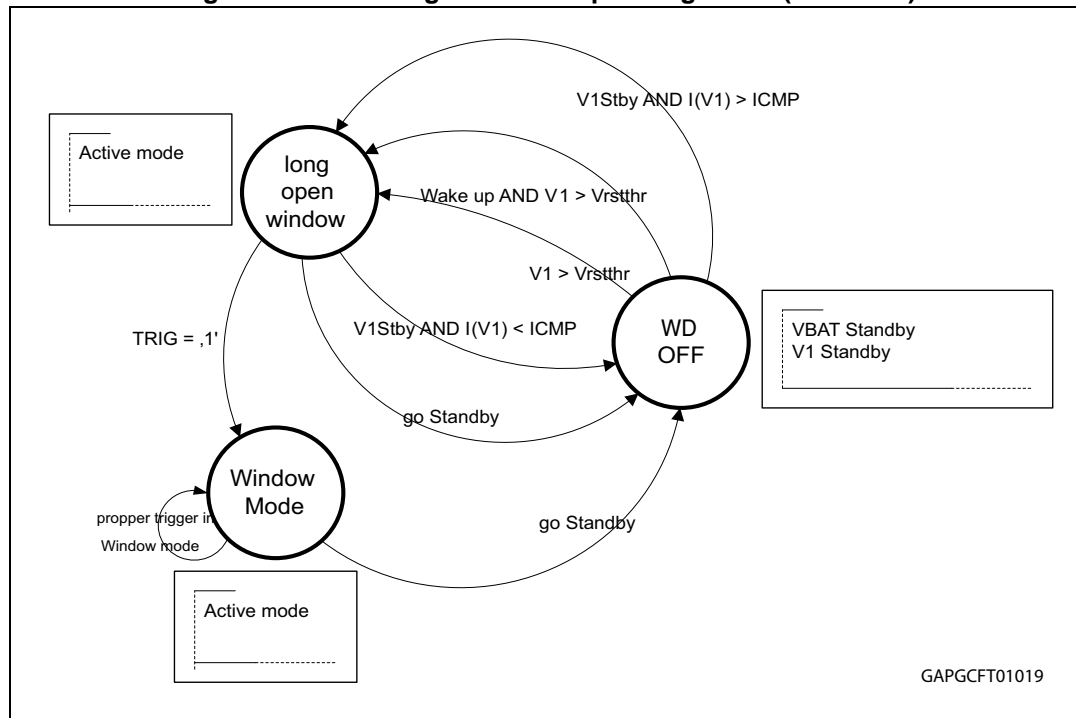 V1Stby AND I(V1) > ICMP
Active mode
long
open
window
Wake up AND V1 > Vrstthr
V1 > Vrstthr
TRIG = ,1'
V1Stby AND I(V1) < ICMP
WD
OFF
VBAT Standby
V1 Standby
go Standby
Window
Mode
propper trigger in
Window mode
go Standby
Active mode
GAPGCFT01019